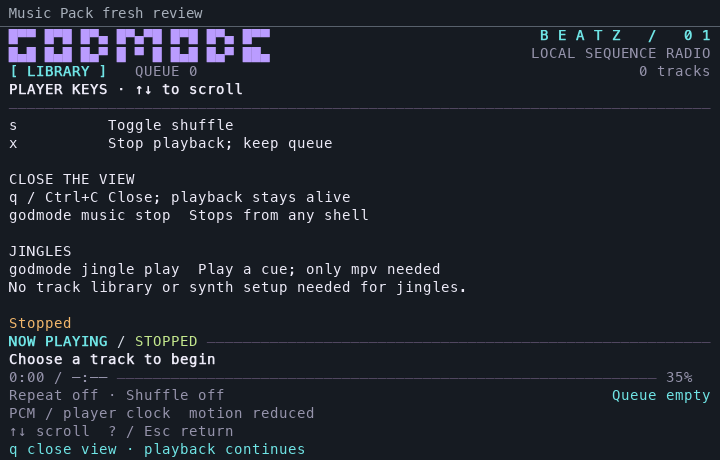 Music Pack fresh review
GODMODE
B E A T Z / 0 1
LOCAL SEQUENCE RADIO
[ LIBRARY ] QUEUE 0
0 tracks
PLAYER KEYS · ↑↓ to scroll
s Toggle shuffle
x Stop playback; keep queue
CLOSE THE VIEW
q / Ctrl+C Close; playback stays alive
godmode music stop Stops from any shell
JINGLES
godmode jingle play Play a cue; only mpv needed
No track library or synth setup needed for jingles.
Stopped
NOW PLAYING / STOPPED
Choose a track to begin
0:00 / —:—— 35%
Repeat off · Shuffle off
Queue empty
PCM / player clock motion reduced
↑↓ scroll ? / Esc return
q close view · playback continues